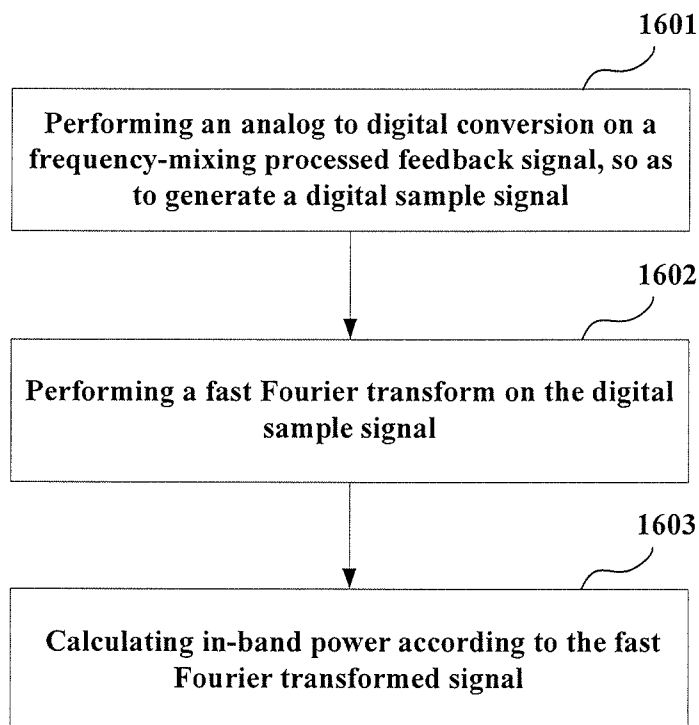 1601
Performing an analog to digital conversion on a
frequency-mixing processed feedback signal, so as
to generate a digital sample signal
1602
Performing a fast Fourier transform on the digital
sample signal
1603
Calculating in-band power according to the fast
Fourier transformed signal